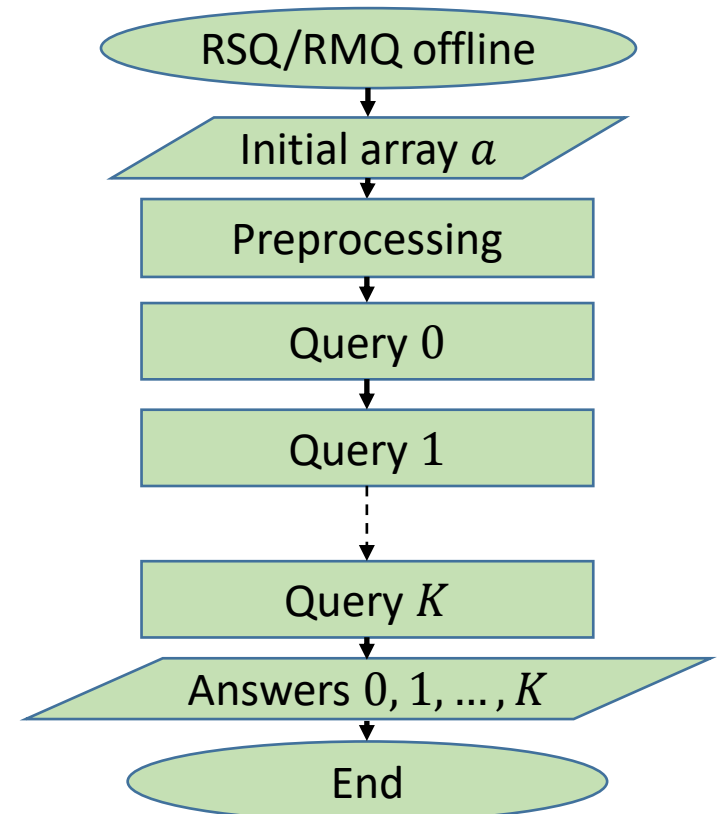 RSQ/RMQ offline
Initial array a
Preprocessing
Query 0
Query 1
Query K
Answers 0, 1, … , K
End